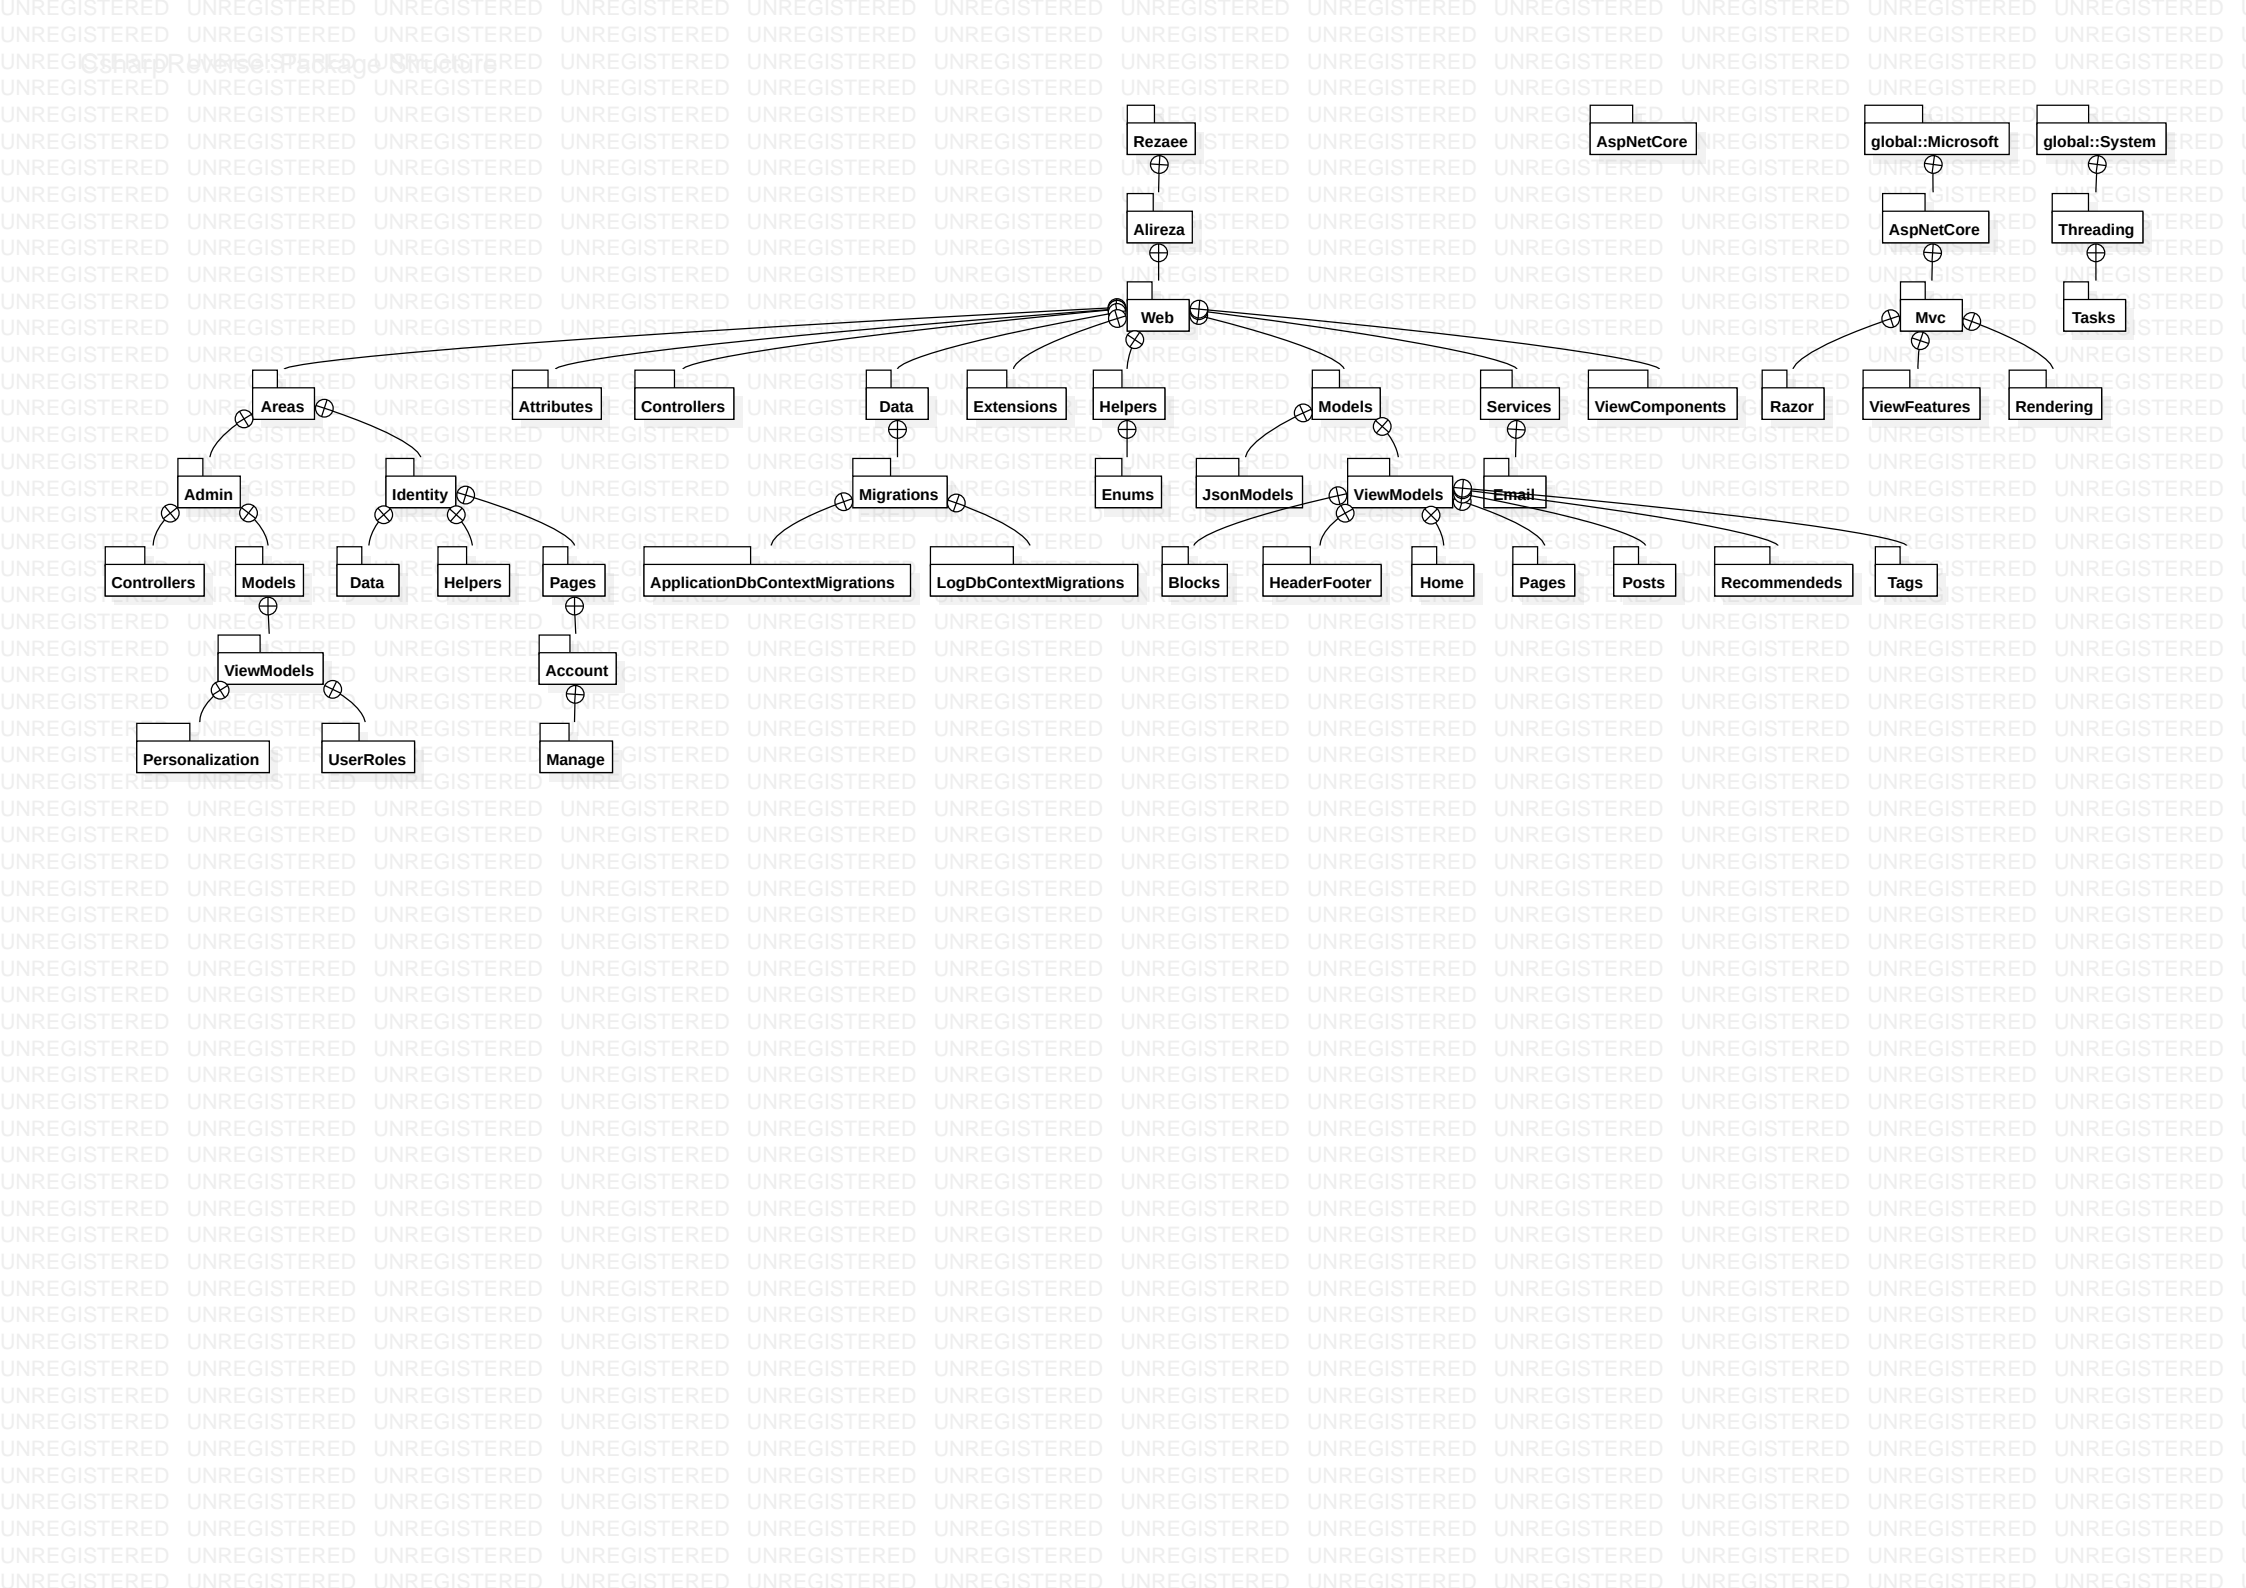 CsharpReverse::Package Structure
Rezaee
AspNetCore
global::Microsoft
global::System
Alireza
AspNetCore
Threading
Web
Mvc
Tasks
Areas
Attributes
Controllers
Data
Extensions
Helpers
Models
Services
ViewComponents
Razor
ViewFeatures
Rendering
Admin
Identity
Migrations
Enums
JsonModels
ViewModels
Email
Controllers
Models
Data
Helpers
Pages
ApplicationDbContextMigrations
LogDbContextMigrations
Blocks
HeaderFooter
Home
Pages
Posts
Recommendeds
Tags
ViewModels
Account
Personalization
UserRoles
Manage
UNREGISTERED